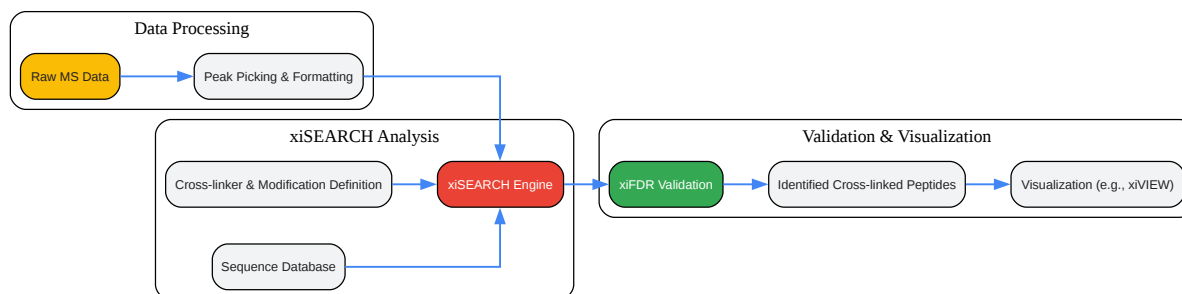 Data Processing
Raw MS Data
Peak Picking & Formatting
xiSEARCH Analysis
Cross-linker & Modification Definition
xiSEARCH Engine
Sequence Database
Validation & Visualization
xiFDR Validation
Identified Cross-linked Peptides
Visualization (e.g., xiVIEW)